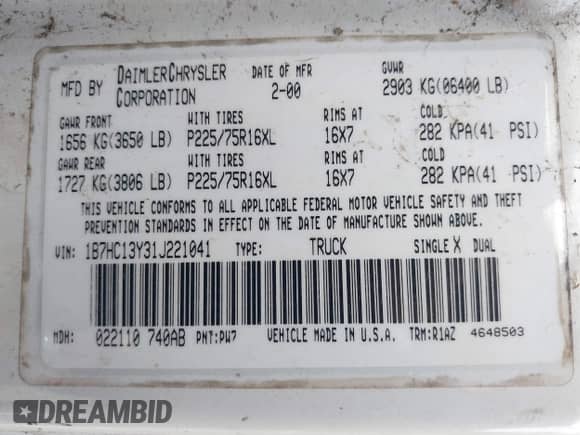 MFD BY DAIMLERCHRYSLER CORPORATION DATE OF MFR 2-00 GVWR 2903 KG(06400 LB)
GAWR FRONT WITH TIRES RIMS AT COLD
1656 KG(3650 LB) P225/75R16XL 16X7 282 KPA(41 PSI)
GAWR REAR WITH TIRES RIMS AT COLD
1727 KG(3806 LB) P225/75R16XL 16X7 282 KPA(41 PSI)
THIS VEHICLE CONFORMS TO ALL APPLICABLE FEDERAL MOTOR VEHICLE SAFETY AND THEFT
PREVENTION STANDARDS IN EFFECT ON THE DATE OF MANUFACTURE SHOWN ABOVE.
VIN: 1B7HC13Y31J221041 TYPE: TRUCK SINGLE X DUAL
MDH: 022110 740AB PNT:PW7 VEHICLE MADE IN U.S.A. TRM:R1AZ 4648503
DREAMBID